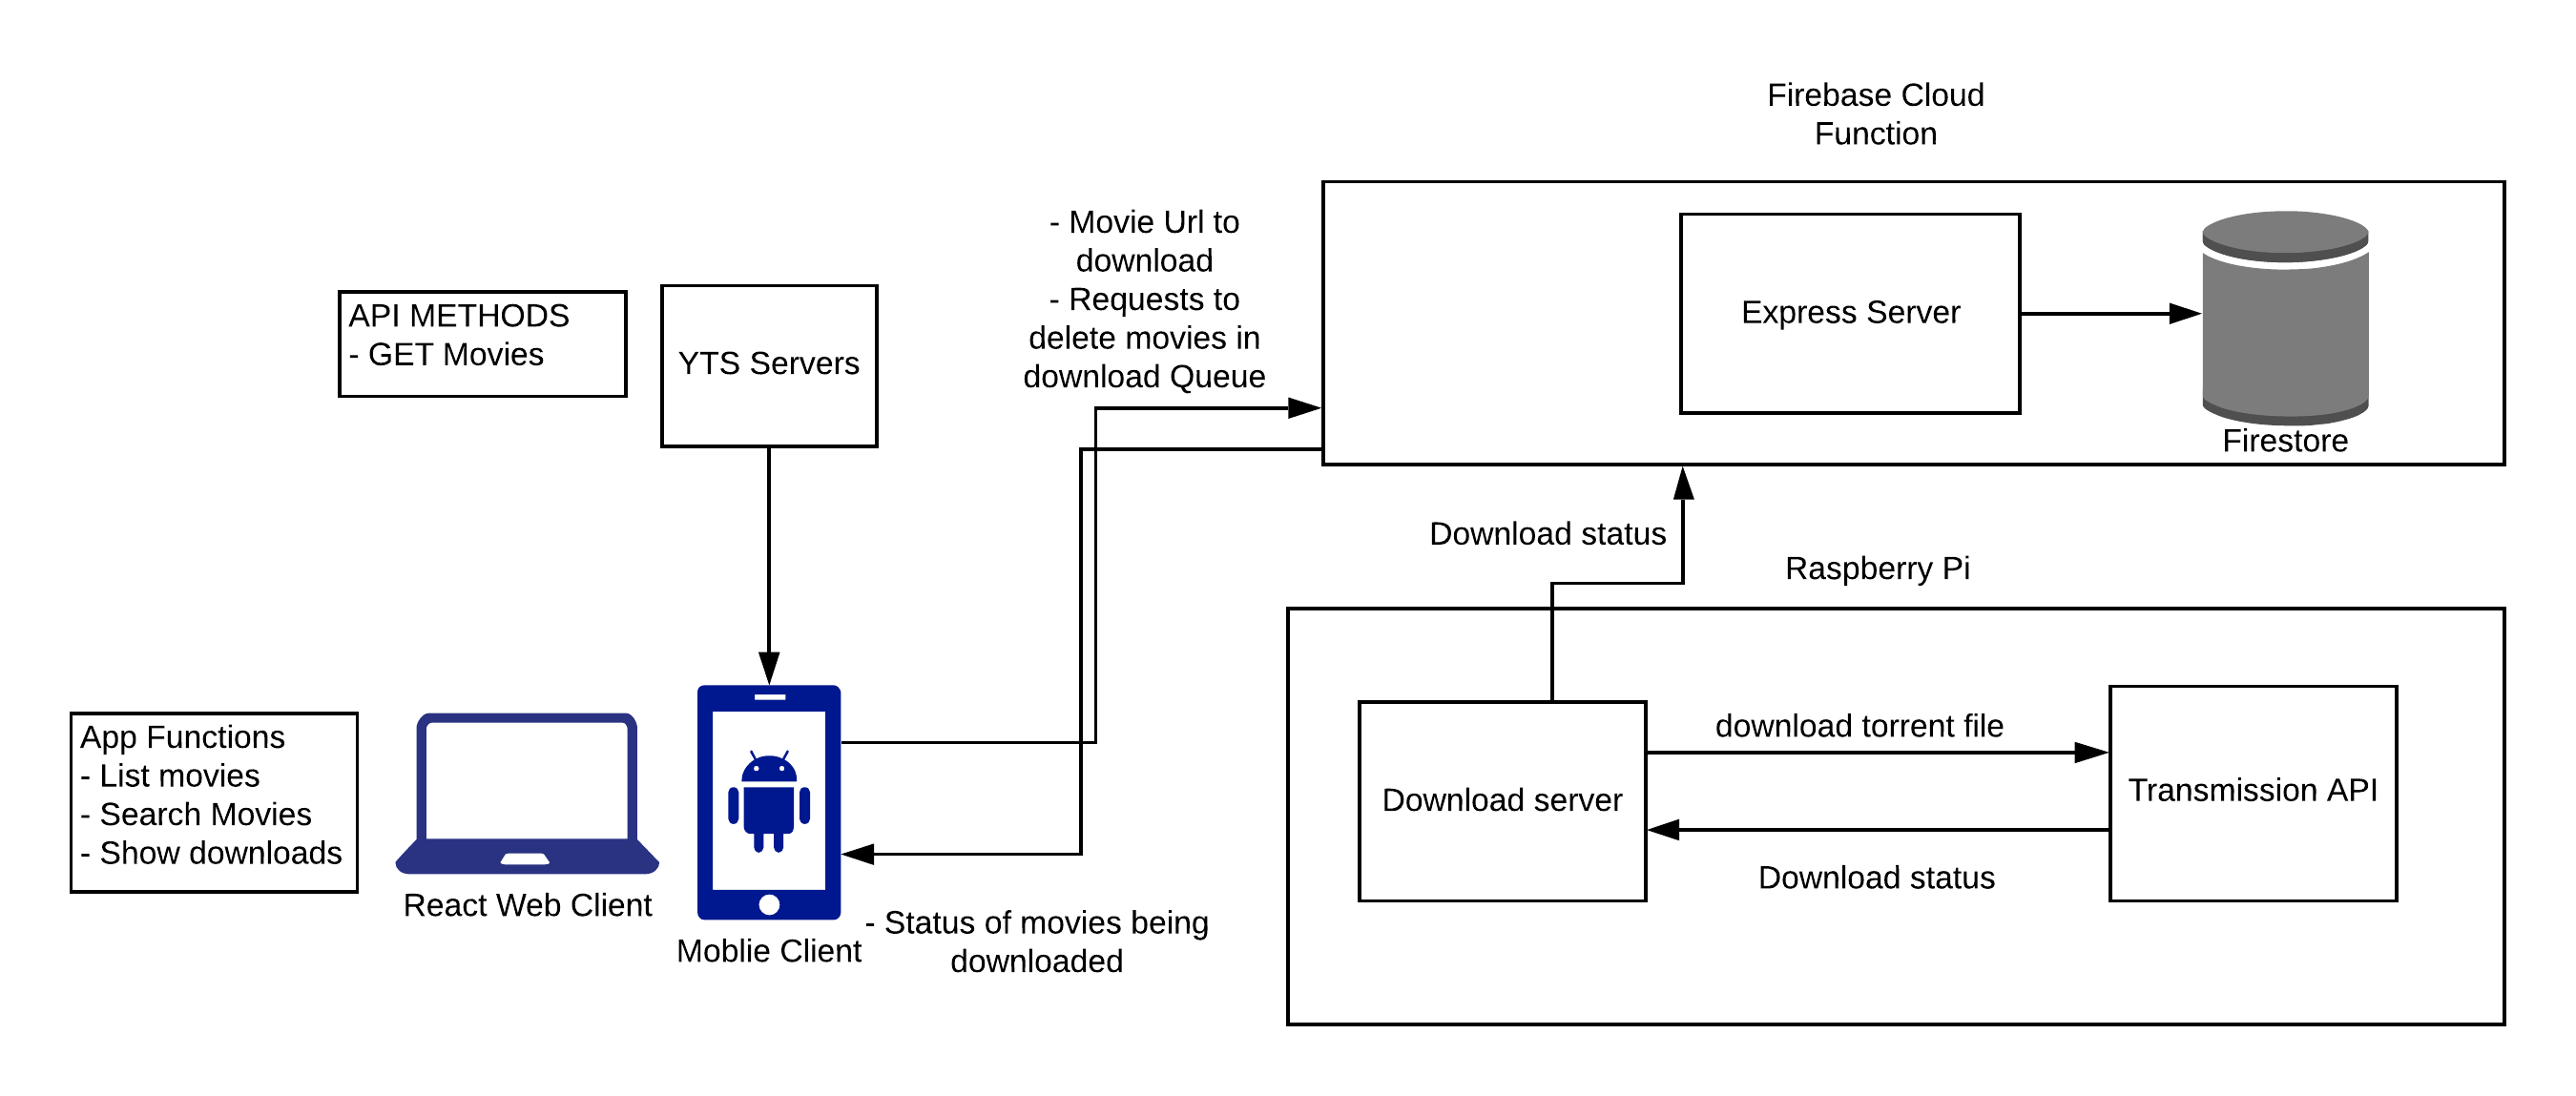 Firebase Cloud
Function
- Movie Url to
download
- Requests to
delete movies in
download Queue
API METHODS
- GET Movies
YTS Servers
Express Server
Firestore
Download status
Raspberry Pi
App Functions
- List movies
- Search Movies
- Show downloads
React Web Client
Moblie Client
- Status of movies being
downloaded
Download server
download torrent file
Transmission API
Download status